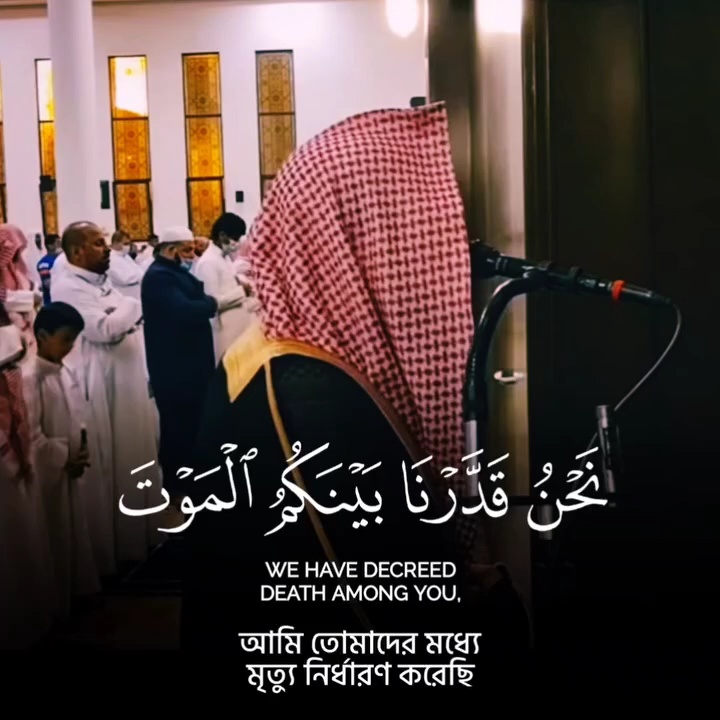 نَحْنُ قَدَّرْنَا بَيْنَكُمُ ٱلْمَوْتَ
WE HAVE DECREED
DEATH AMONG YOU,
আমি তোমাদের মধ্যে
মৃত্যু নির্ধারণ করেছি